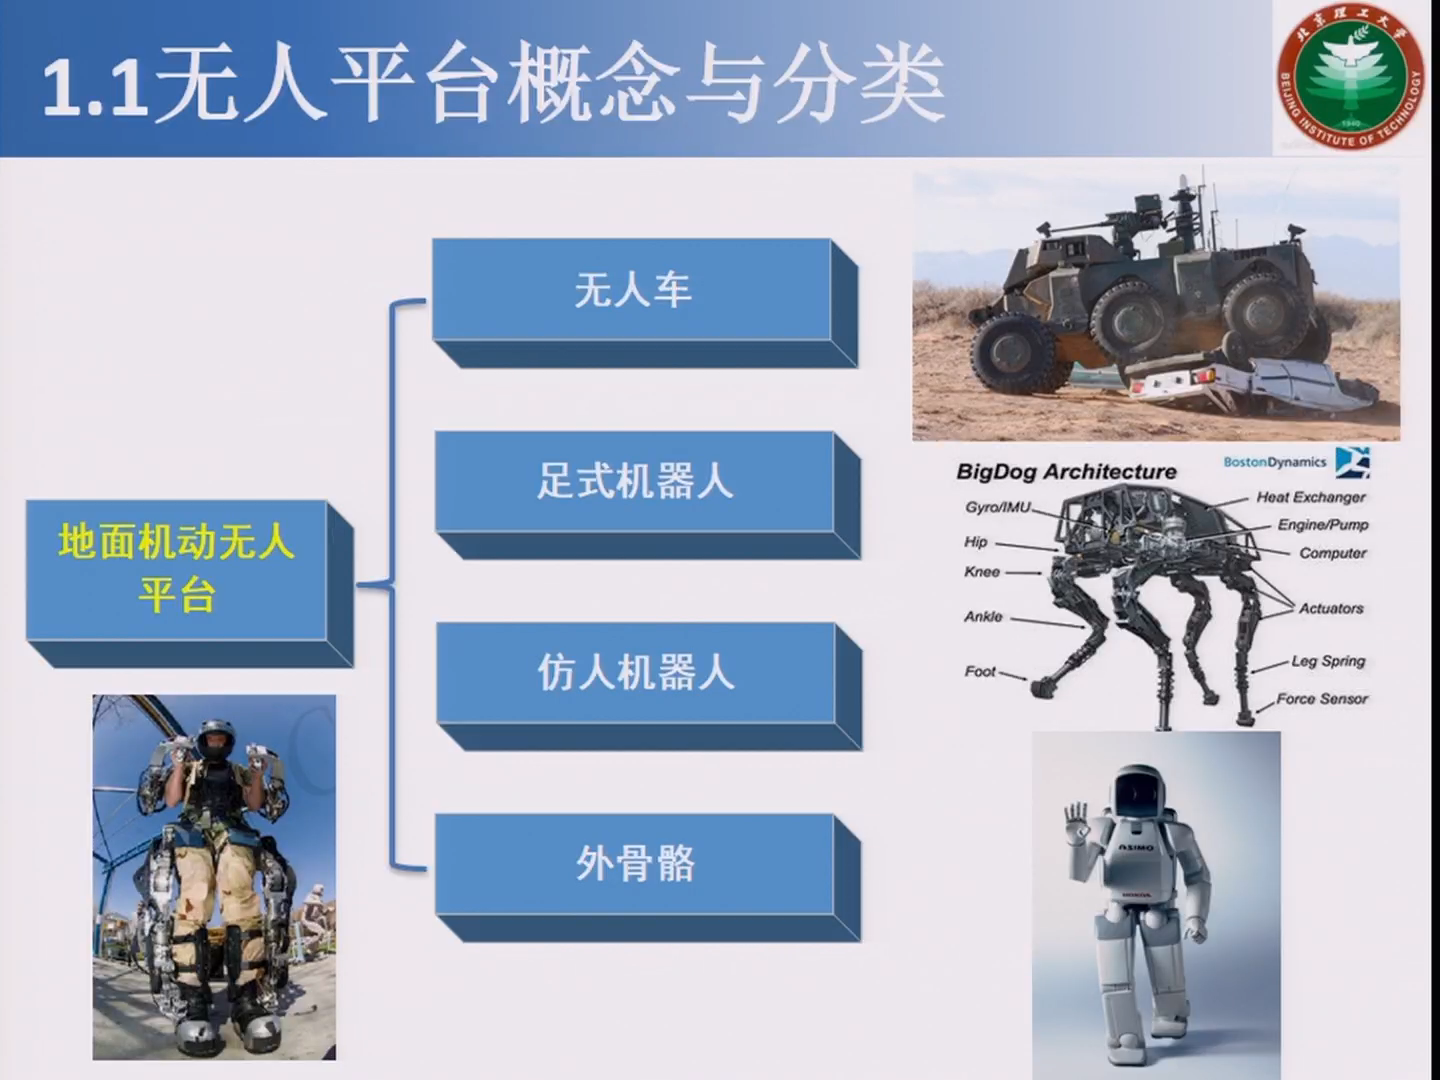 1.1无人平台概念与分类
北京理工大学
BEIJING INSTITUTE OF TECHNOLOGY
1940
无人车
足式机器人
地面机动无人
平台
仿人机器人
外骨骼
BigDog Architecture
BostonDynamics
Gyro/IMU
Heat Exchanger
Engine/Pump
Hip
Computer
Knee
Actuators
Ankle
Leg Spring
Foot
Force Sensor
ASIMO
HONDA